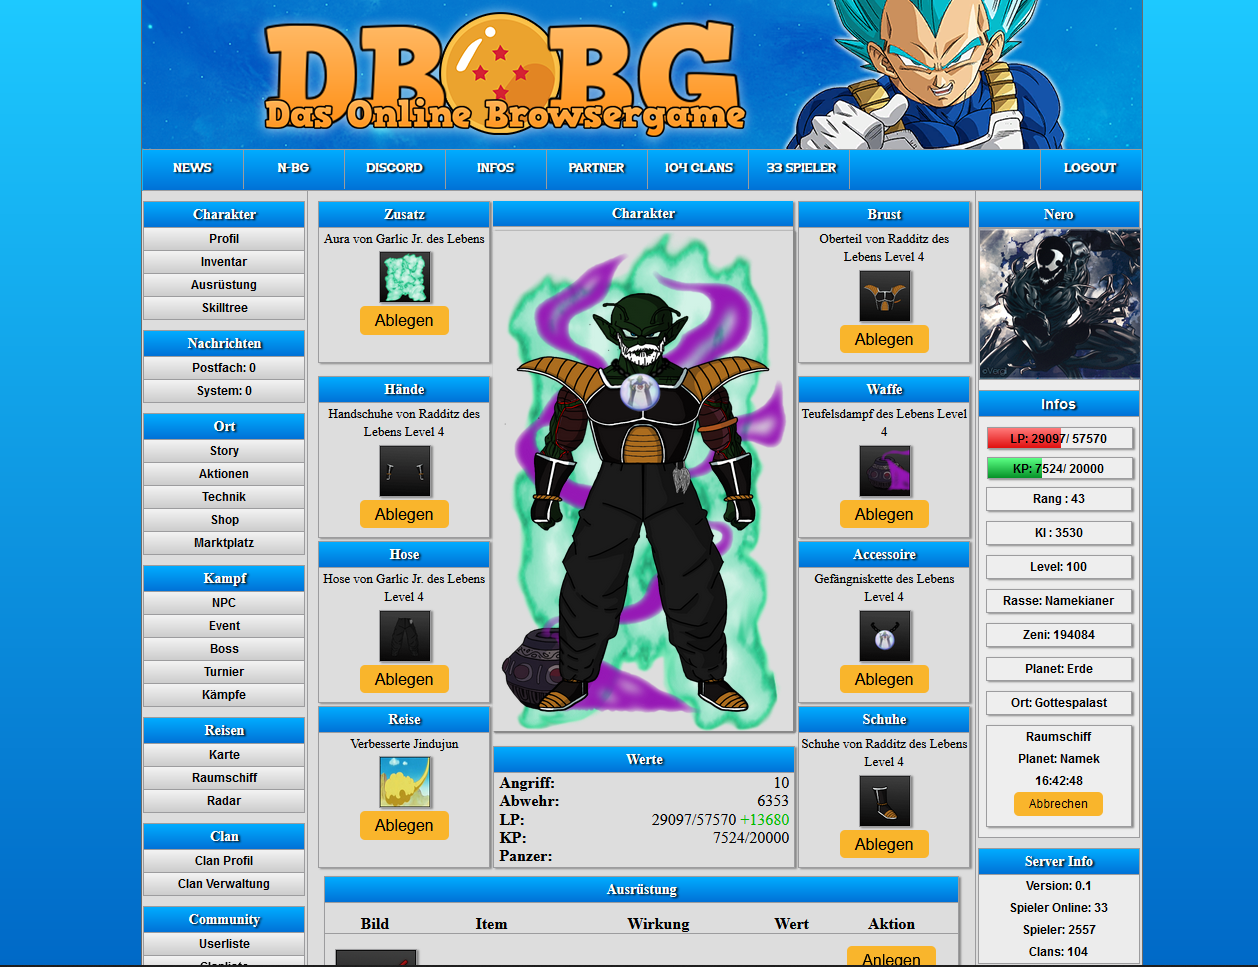 DB BG
Das Online Browsergame
NEWS
N-BG
DISCORD
INFOS
PARTNER
104 CLANS
33 SPIELER
LOGOUT
Charakter
Profil
Inventar
Ausrüstung
Skilltree
Nachrichten
Postfach: 0
System: 0
Ort
Story
Aktionen
Technik
Shop
Marktplatz
Kampf
NPC
Event
Boss
Turnier
Kämpfe
Reisen
Karte
Raumschiff
Radar
Clan
Clan Profil
Clan Verwaltung
Community
Userliste
Clanliste
Zusatz
Aura von Garlic Jr. des Lebens
Ablegen
Hände
Handschuhe von Radditz des
Lebens Level 4
Ablegen
Hose
Hose von Garlic Jr. des Lebens
Level 4
Ablegen
Reise
Verbesserte Jindujun
Ablegen
Charakter
Werte
Angriff: 10
Abwehr: 6353
LP: 29097/57570 +13680
KP: 7524/20000
Panzer:
Brust
Oberteil von Radditz des
Lebens Level 4
Ablegen
Waffe
Teufelsdampf des Lebens Level
4
Ablegen
Accessoire
Gefängniskette des Lebens
Level 4
Ablegen
Schuhe
Schuhe von Radditz des Lebens
Level 4
Ablegen
Ausrüstung
Bild Item Wirkung Wert Aktion
Anlegen
Nero
©Vergil
Infos
LP: 29097/ 57570
KP: 7524/ 20000
Rang : 43
KI : 3530
Level: 100
Rasse: Namekianer
Zeni: 194084
Planet: Erde
Ort: Gottespalast
Raumschiff
Planet: Namek
16:42:48
Abbrechen
Server Info
Version: 0.1
Spieler Online: 33
Spieler: 2557
Clans: 104